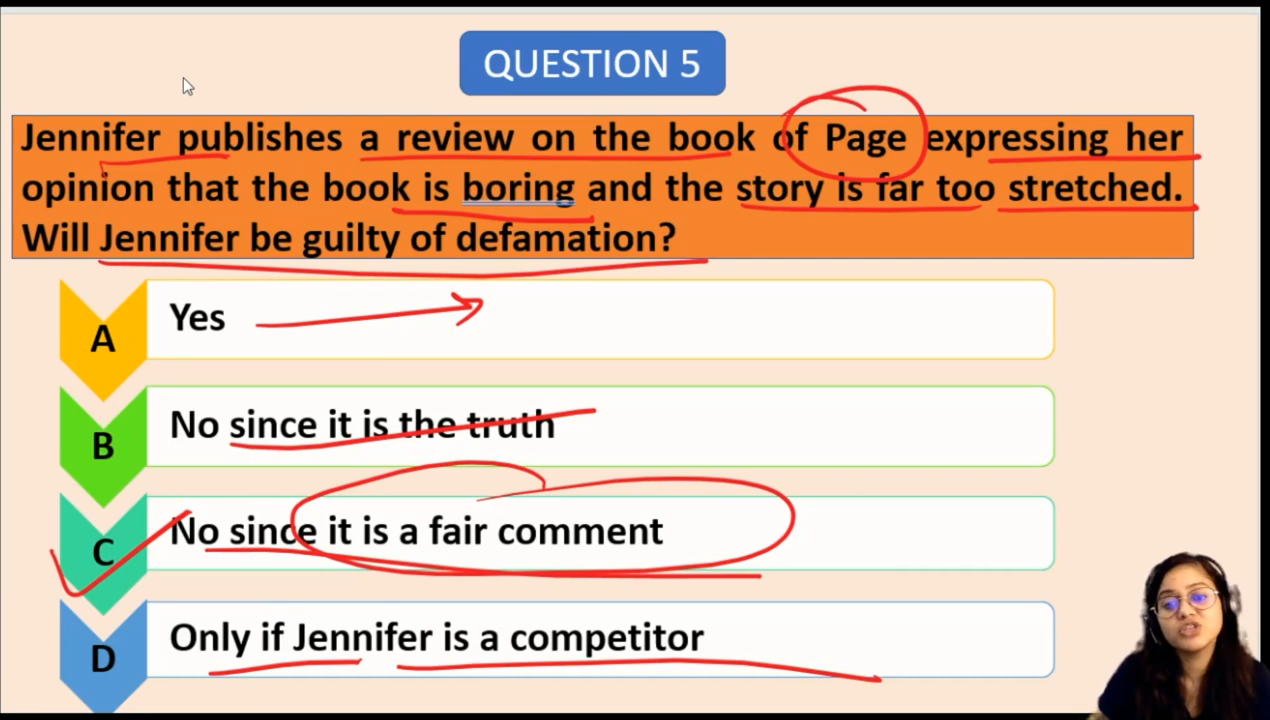 QUESTION 5
Jennifer publishes a review on the book of Page expressing her
opinion that the book is boring and the story is far too stretched.
Will Jennifer be guilty of defamation?
A Yes
B No since it is the truth
C No since it is a fair comment
D Only if Jennifer is a competitor